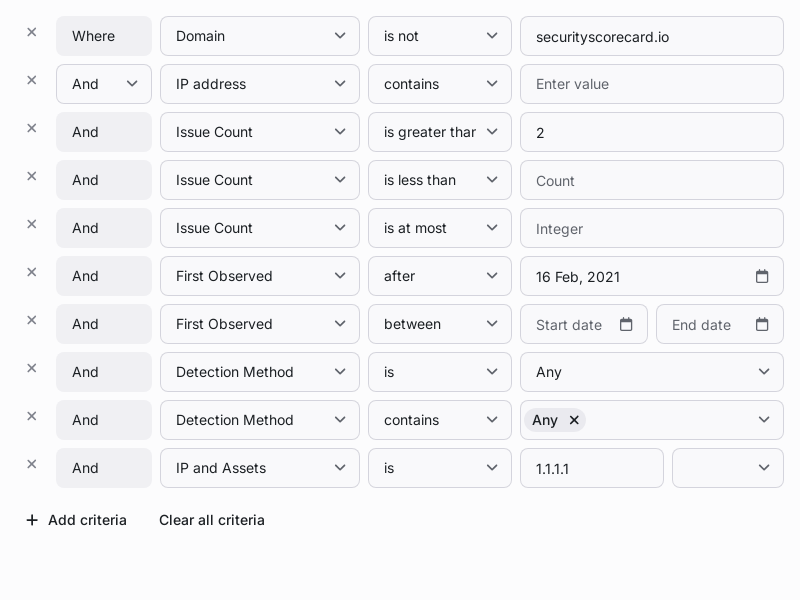 Where Domain is not securityscorecard.io
And IP address contains Enter value
And Issue Count is greater thar 2
And Issue Count is less than Count
And Issue Count is at most Integer
And First Observed after 16 Feb, 2021
And First Observed between Start date End date
And Detection Method is Any
And Detection Method contains Any
And IP and Assets is 1.1.1.1
Add criteria Clear all criteria